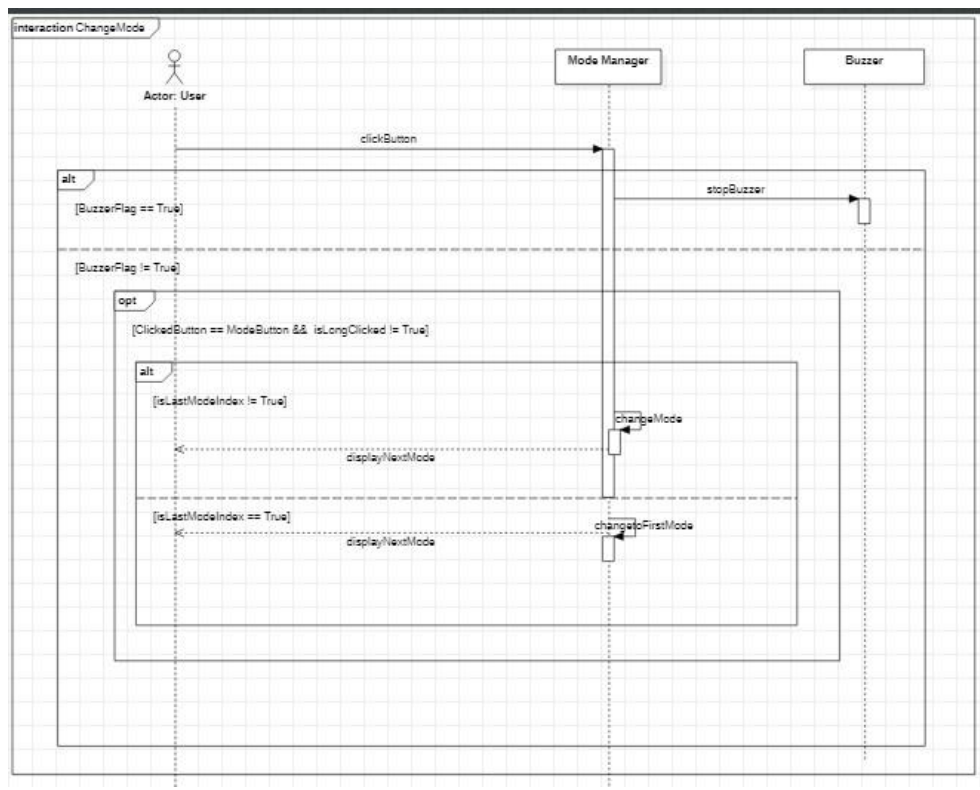 interaction ChangeMode
Actor: User
Mode Manager
Buzzer
clickButton
alt
stopBuzzer
[BuzzerFlag == True]
[BuzzerFlag != True]
opt
[ClickedButton == ModeButton && isLongClicked != True]
alt
[isLastModeIndex != True]
changeMode
displayNextMode
[isLastModeIndex == True]
changetoFirstMode
displayNextMode